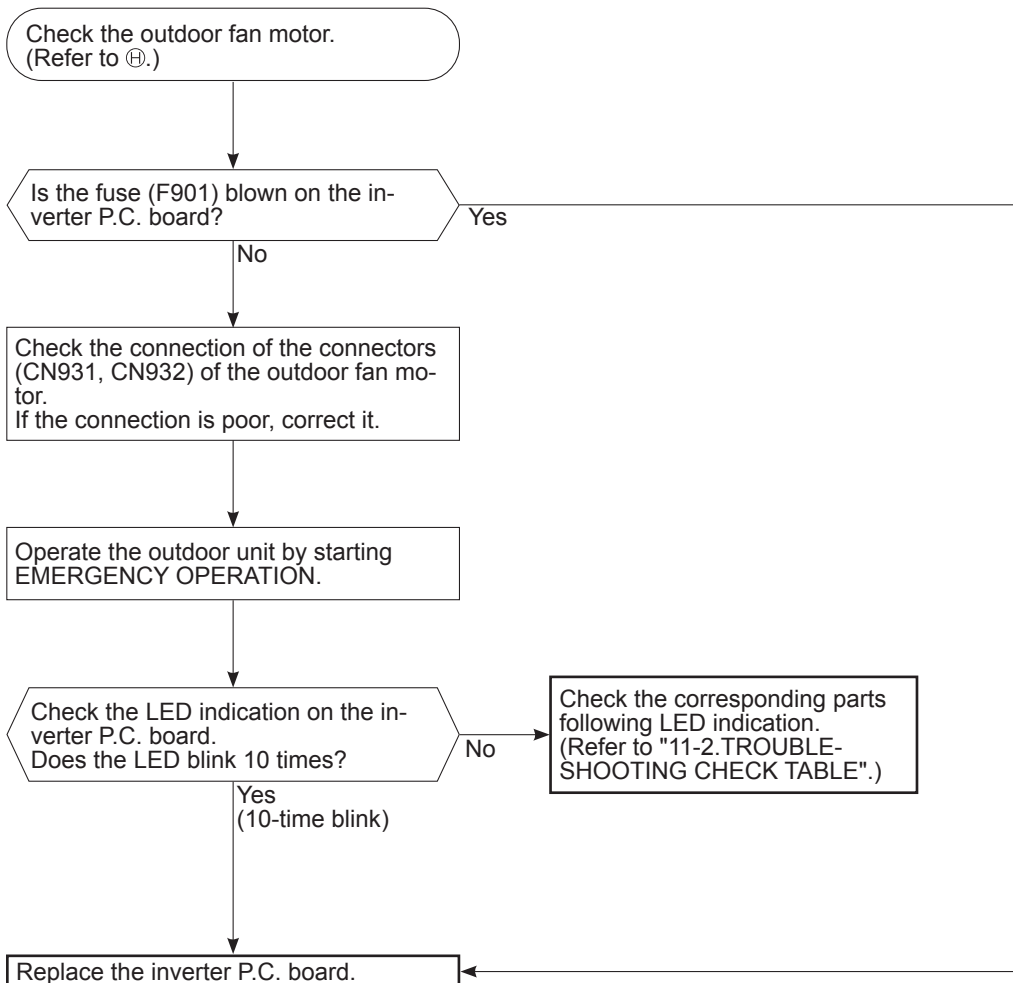 Check the outdoor fan motor.
(Refer to Ⓗ.)
Is the fuse (F901) blown on the in-
verter P.C. board?
Yes
No
Check the connection of the connectors
(CN931, CN932) of the outdoor fan mo-
tor.
If the connection is poor, correct it.
Operate the outdoor unit by starting
EMERGENCY OPERATION.
Check the LED indication on the in-
verter P.C. board.
Does the LED blink 10 times?
No
Check the corresponding parts
following LED indication.
(Refer to "11-2.TROUBLE-
SHOOTING CHECK TABLE".)
Yes
(10-time blink)
Replace the inverter P.C. board.